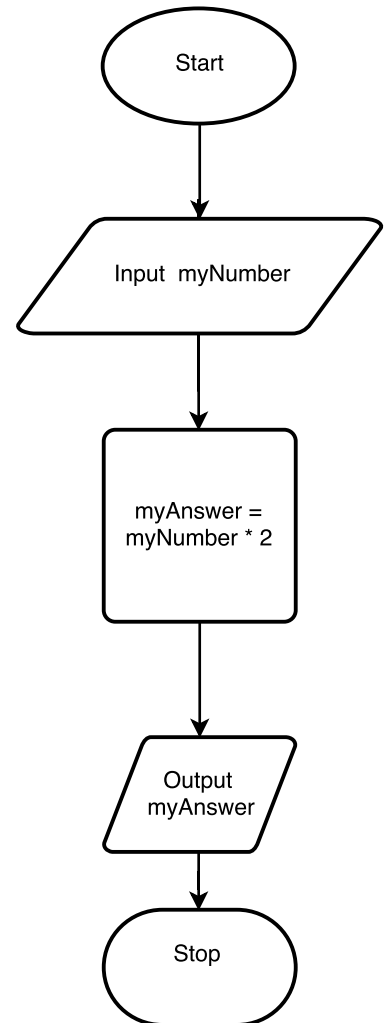 Start
Input myNumber
myAnswer =
myNumber * 2
Output
myAnswer
Stop